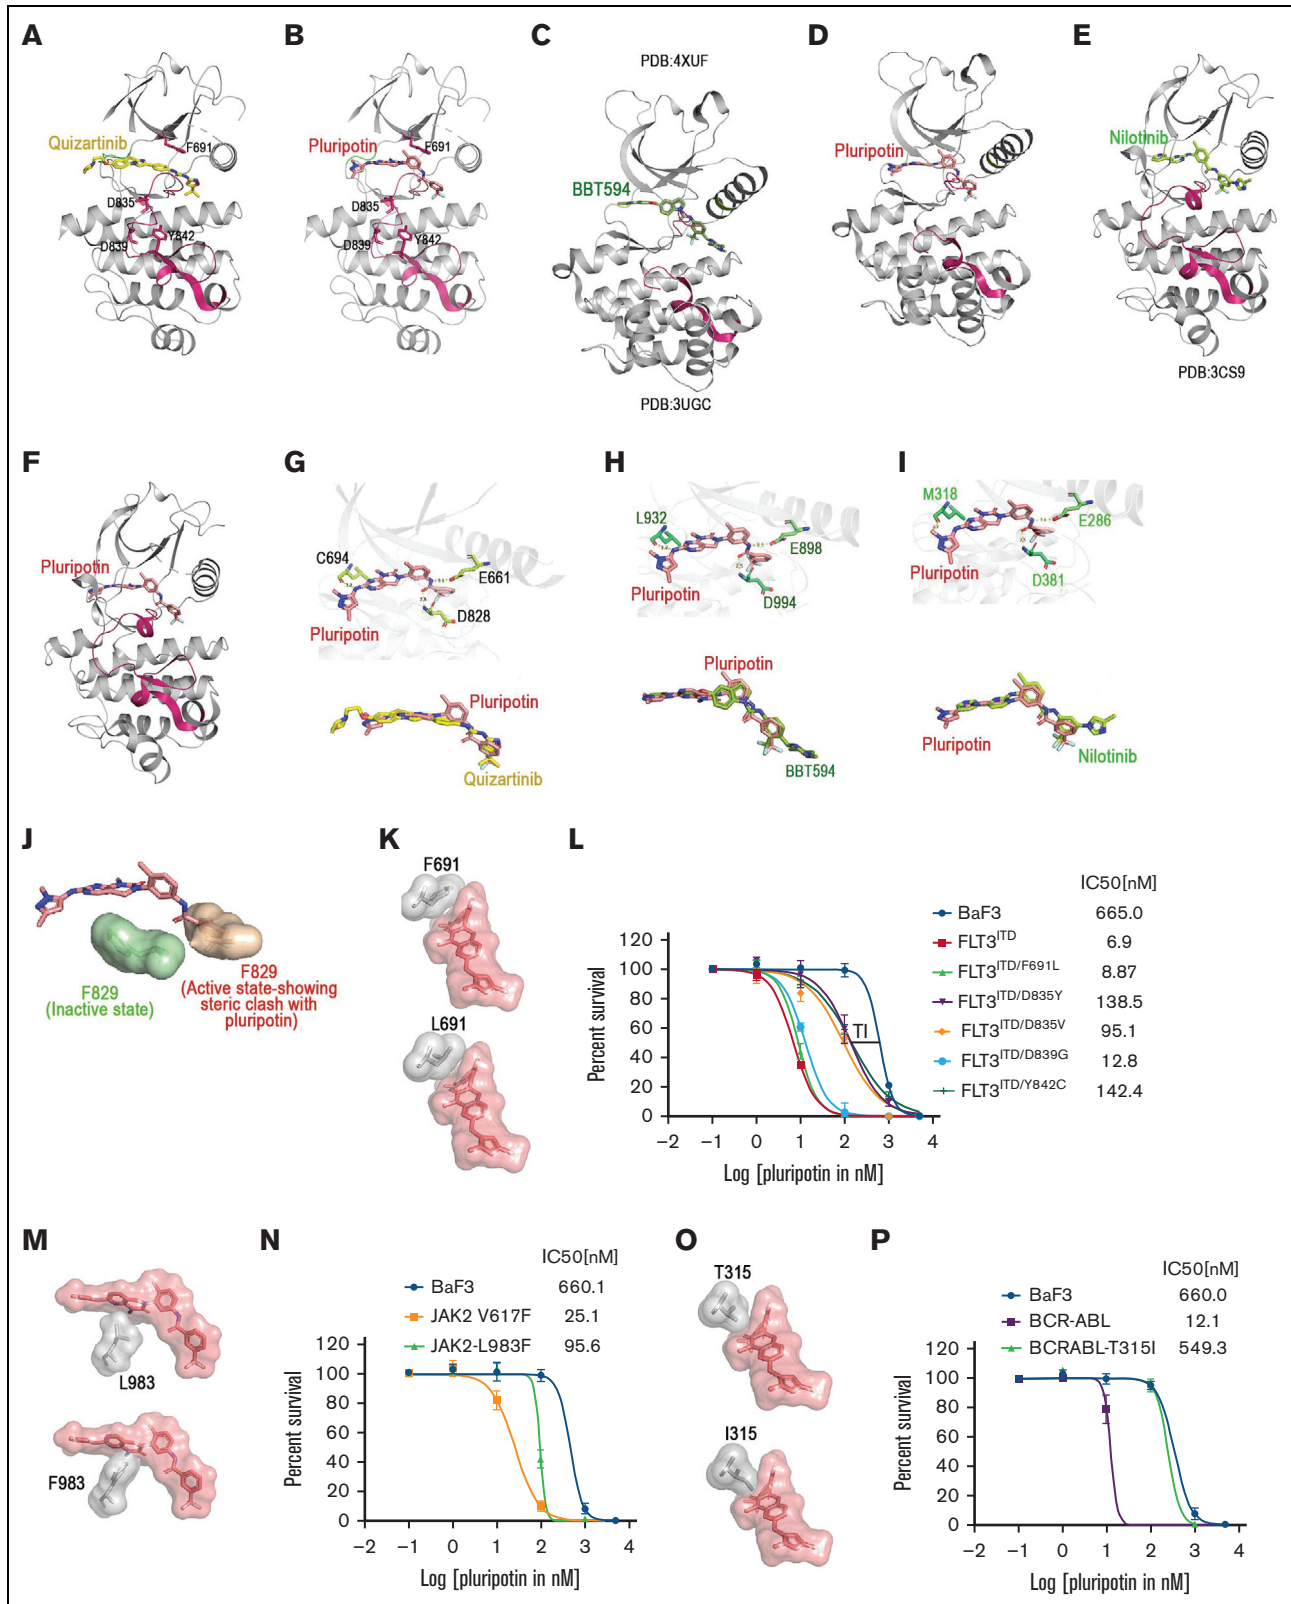 A
B
C
D
E
PDB:4XUF
Quizartinib
F691
D835
D839
Y842
Pluripotin
F691
D835
D839
Y842
BBT594
PDB:3UGC
Pluripotin
Nilotinib
PDB:3CS9
F
G
H
I
Pluripotin
C694
E661
D828
Pluripotin
Pluripotin
Quizartinib
L932
E898
D994
Pluripotin
Pluripotin
BBT594
M318
E286
D381
Pluripotin
Pluripotin
Nilotinib
J
K
L
F829
(Inactive state)
F829
(Active state-showing
steric clash with
pluripotin)
F691
L691
IC50[nM]
BaF3 665.0
FLT3ITD 6.9
FLT3ITD/F691L 8.87
FLT3ITD/D835Y 138.5
FLT3ITD/D835V 95.1
FLT3ITD/D839G 12.8
FLT3ITD/Y842C 142.4
TI
Percent survival
120
100
80
60
40
20
0
−2 −1 0 1 2 3 4
Log [pluripotin in nM]
M
N
O
P
L983
F983
IC50[nM]
BaF3 660.1
JAK2 V617F 25.1
JAK2-L983F 95.6
Percent survival
120
100
80
60
40
20
0
−2 −1 0 1 2 3 4
Log [pluripotin in nM]
T315
I315
IC50[nM]
BaF3 660.0
BCR-ABL 12.1
BCRABL-T315I 549.3
Percent survival
120
100
80
60
40
20
0
−2 −1 0 1 2 3 4
Log [pluripotin in nM]